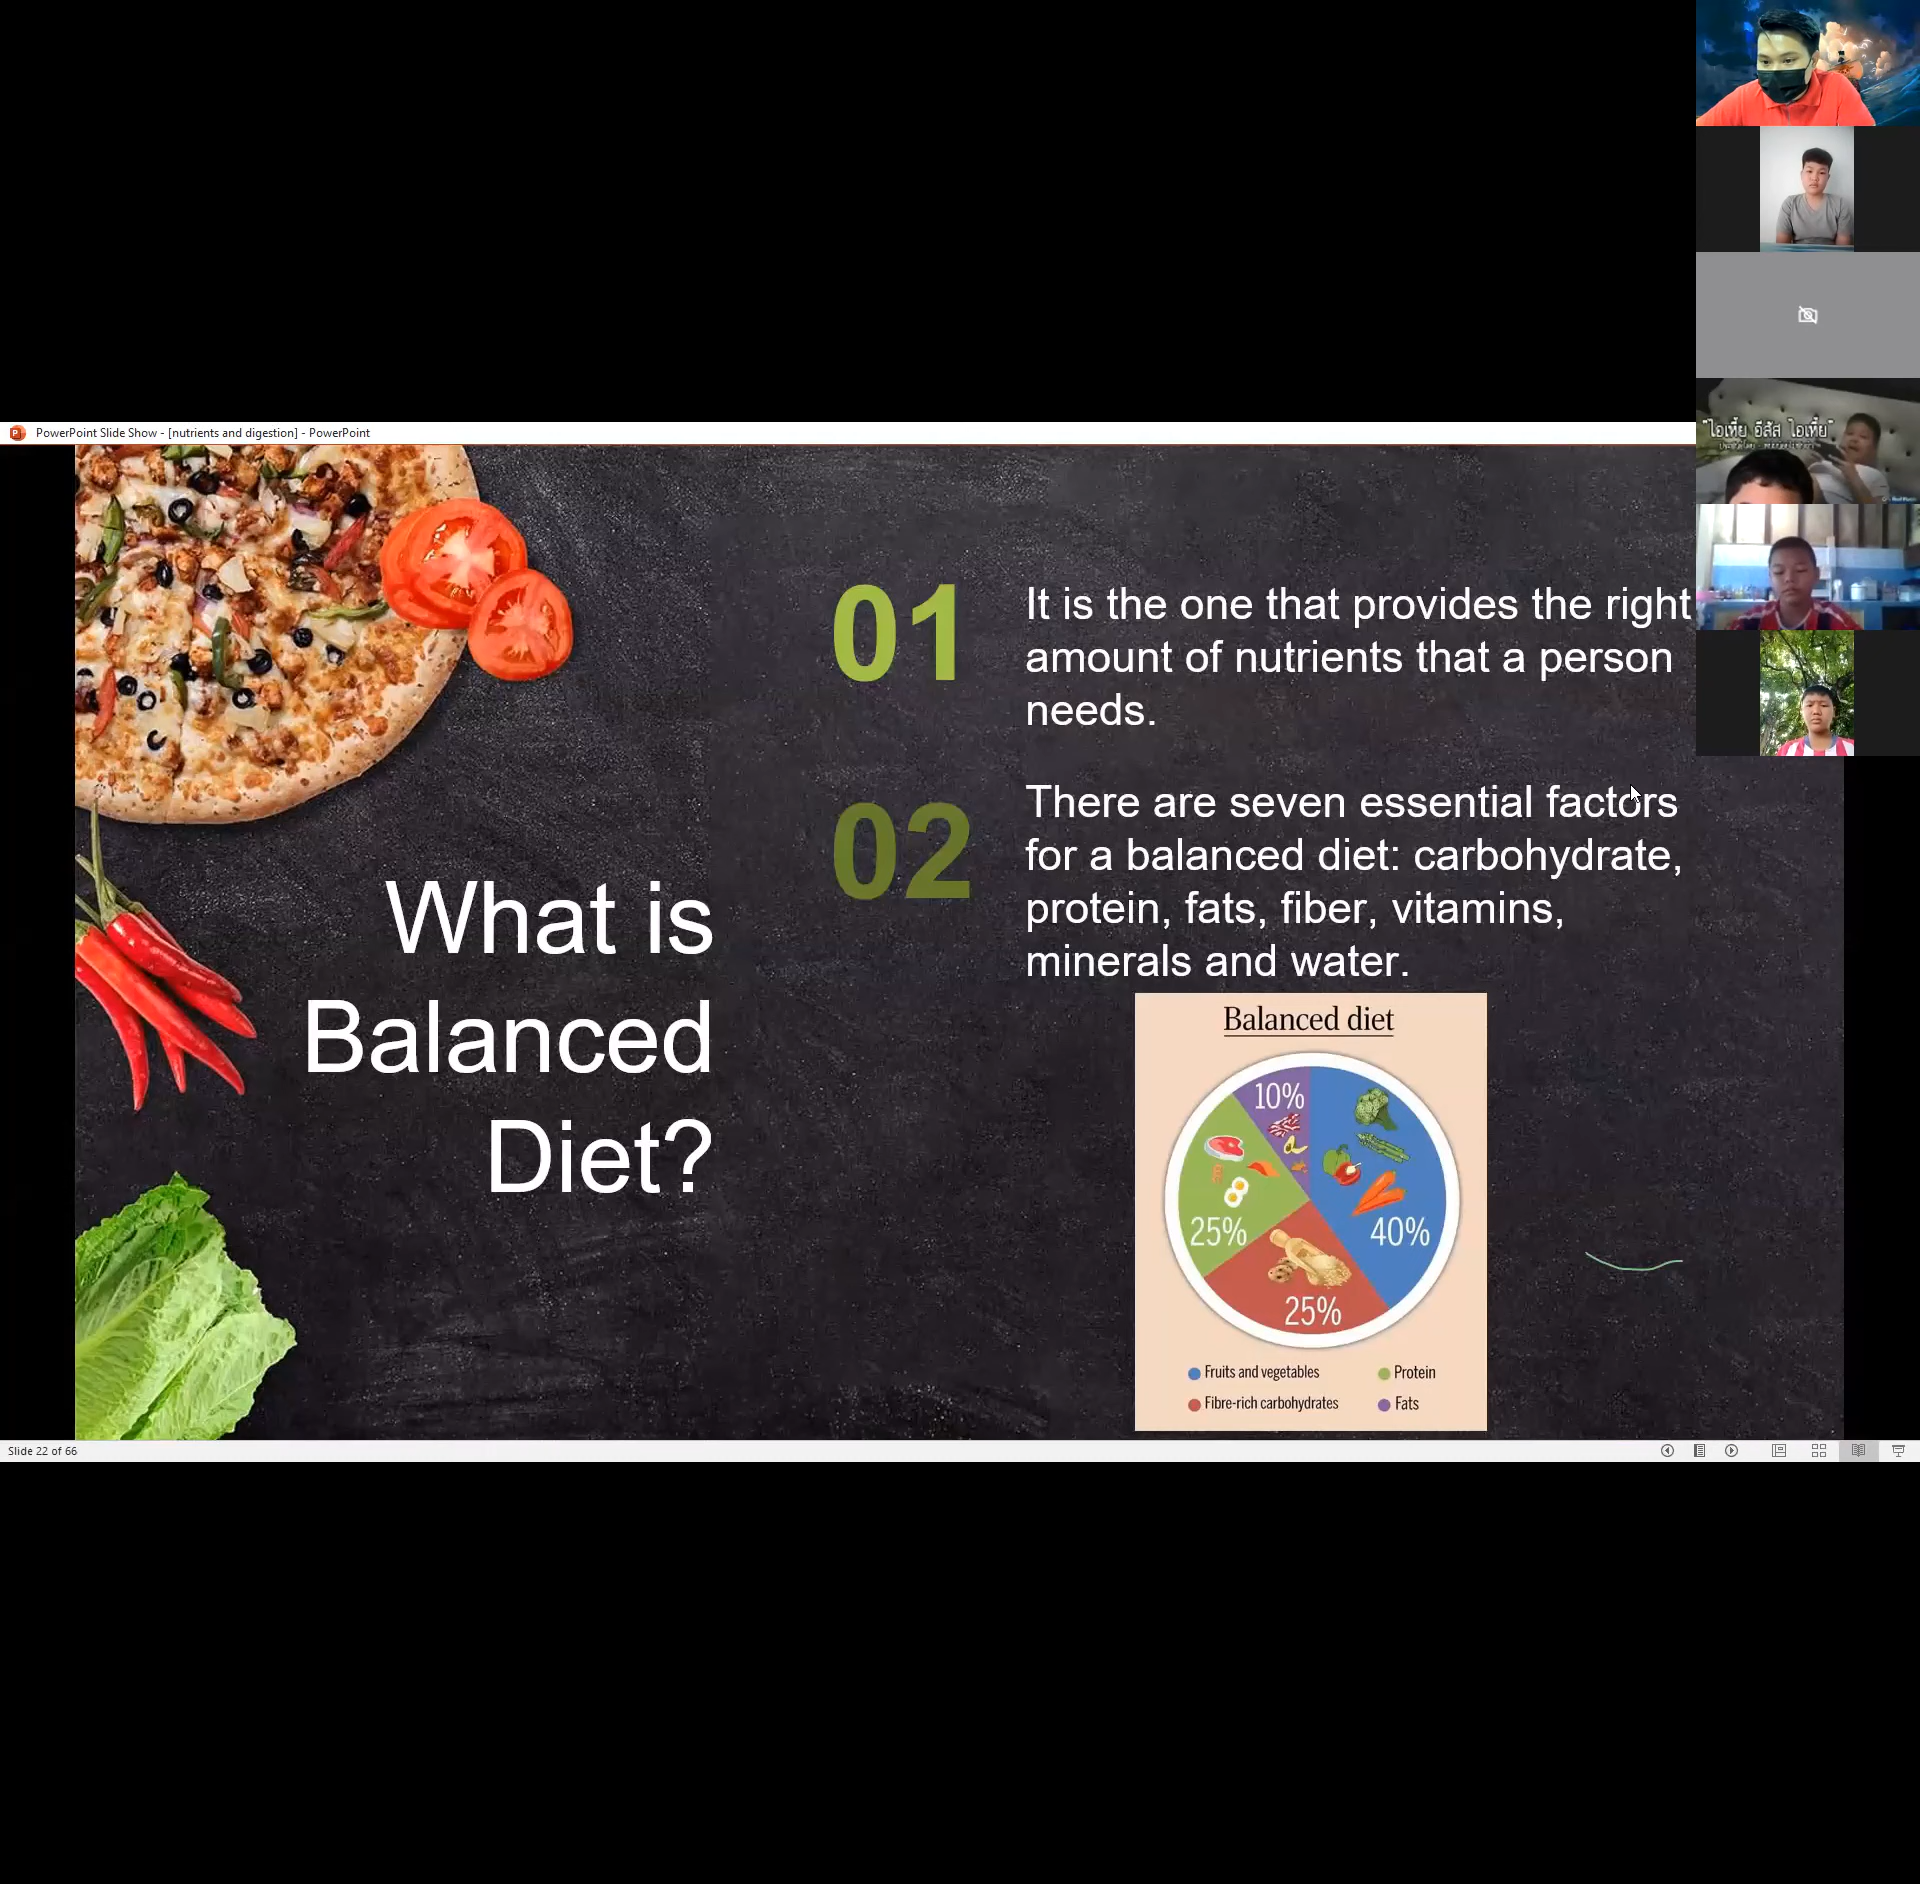 PowerPoint Slide Show - [nutrients and digestion] - PowerPoint
"ไอเหี้ย อีสัส ไอเหี้ย"
01
It is the one that provides the right
amount of nutrients that a person
needs.
02
There are seven essential factors
for a balanced diet: carbohydrate,
protein, fats, fiber, vitamins,
minerals and water.
What is
Balanced
Diet?
Balanced diet
10%
25%
40%
25%
Fruits and vegetables
Protein
Fibre-rich carbohydrates
Fats
Slide 22 of 66